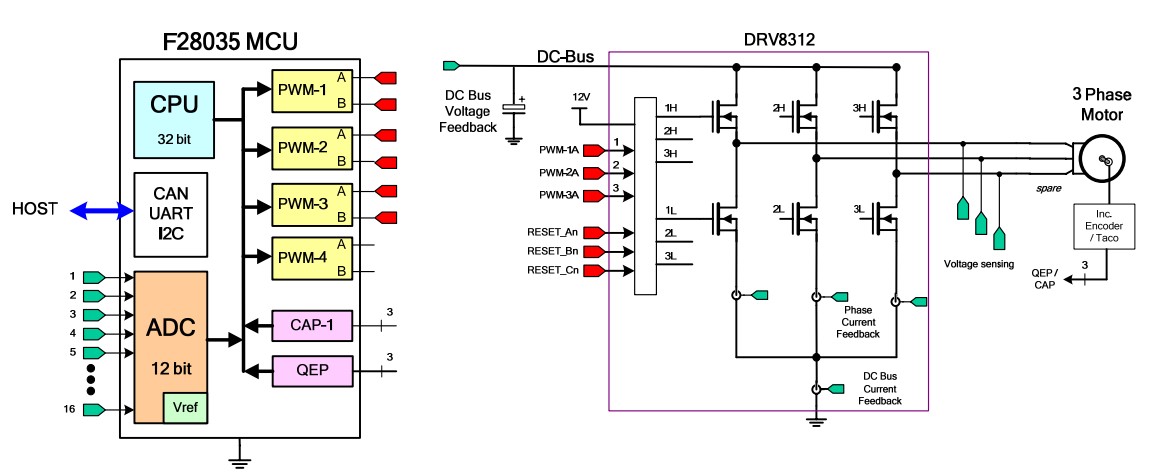 F28035 MCU
CPU
32 bit
PWM-1
A
B
PWM-2
A
B
PWM-3
A
B
PWM-4
A
B
HOST
CAN
UART
I2C
1
2
3
4
5
16
ADC
12 bit
Vref
CAP-1
3
QEP
3
DRV8312
DC-Bus
DC Bus
Voltage
Feedback
+
12V
PWM-1A
1
PWM-2A
2
PWM-3A
3
RESET_An
RESET_Bn
RESET_Cn
1H
2H
3H
1L
2L
3L
2H
3H
2L
3L
Phase
Current
Feedback
DC Bus
Current
Feedback
3 Phase
Motor
spare
Voltage sensing
Inc.
Encoder
/ Taco
QEP /
CAP
3